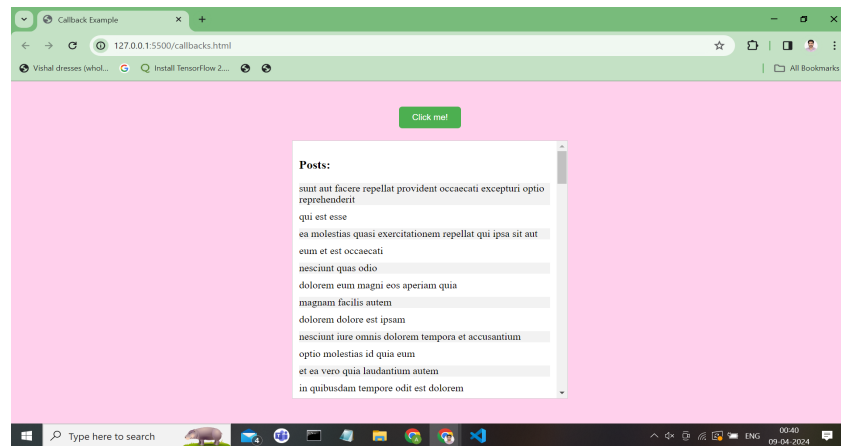 Callback Example
127.0.0.1:5500/callbacks.html
Vishal dresses (whol...
Install TensorFlow 2....
All Bookmarks
Click me!
Posts:
sunt aut facere repellat provident occaecati excepturi optio
reprehenderit
qui est esse
ea molestias quasi exercitationem repellat qui ipsa sit aut
eum et est occaecati
nesciunt quas odio
dolorem eum magni eos aperiam quia
magnam facilis autem
dolorem dolore est ipsam
nesciunt iure omnis dolorem tempora et accusantium
optio molestias id quia eum
et ea vero quia laudantium autem
in quibusdam tempore odit est dolorem
Type here to search
4
ENG
00:40
09-04-2024